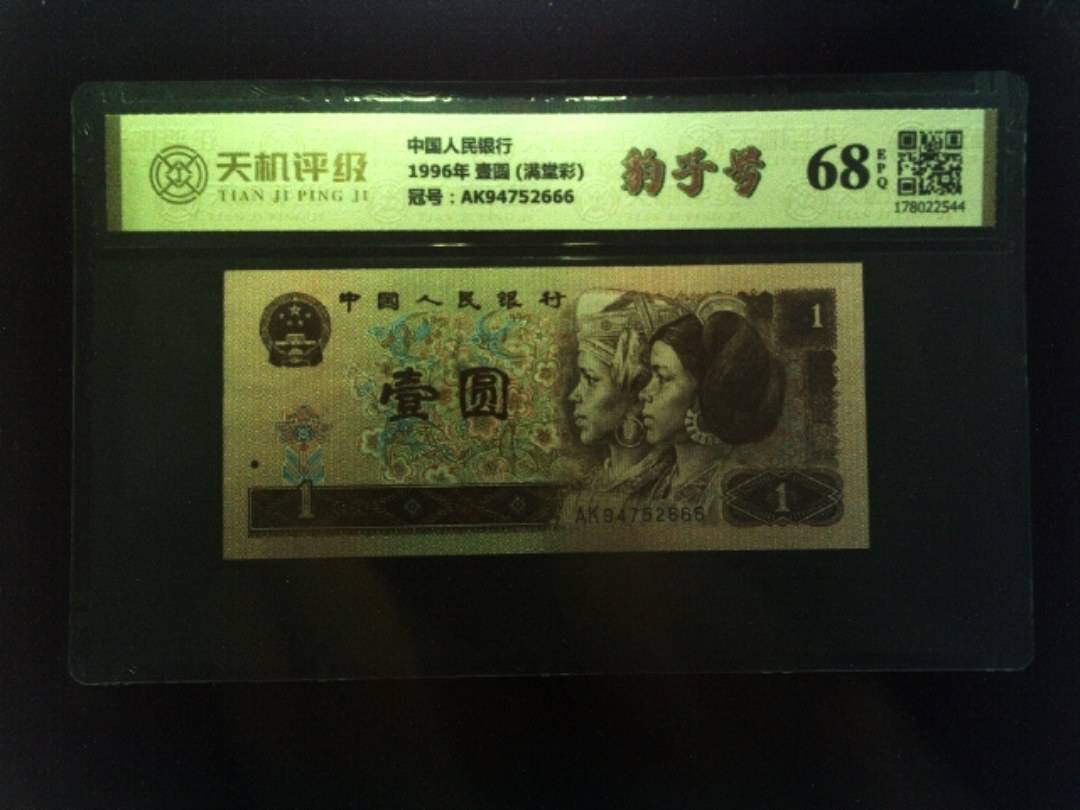 天机评级
TIAN JI PING JI
中国人民银行
1996年 壹圆 (满堂彩)
冠号：AK94752666
豹子号
68
EPQ
178022544
中国人民银行
1
壹圆
1
1
AK94752666